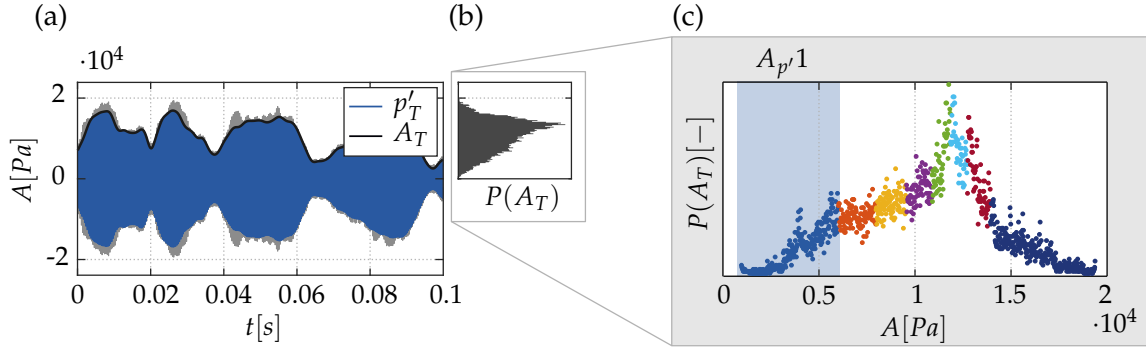 (a)
·10⁴
2
0
-2
A[Pa]
0
0.02
0.04
0.06
0.08
0.1
t[s]
p′_T
A_T
(b)
P(A_T)
(c)
A_p′1
P(A_T)[−]
0
0.5
1
1.5
2
·10⁴
A[Pa]